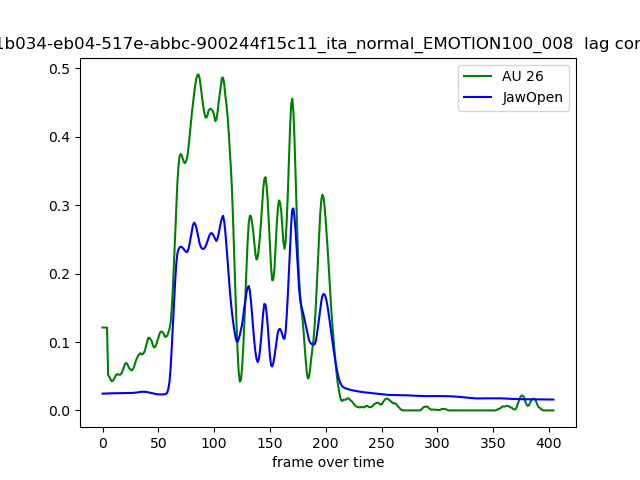 1b034-eb04-517e-abbc-900244f15c11_ita_normal_EMOTION100_008 lag cor
AU 26
JawOpen
0.5
0.4
0.3
0.2
0.1
0.0
0 50 100 150 200 250 300 350 400
frame over time